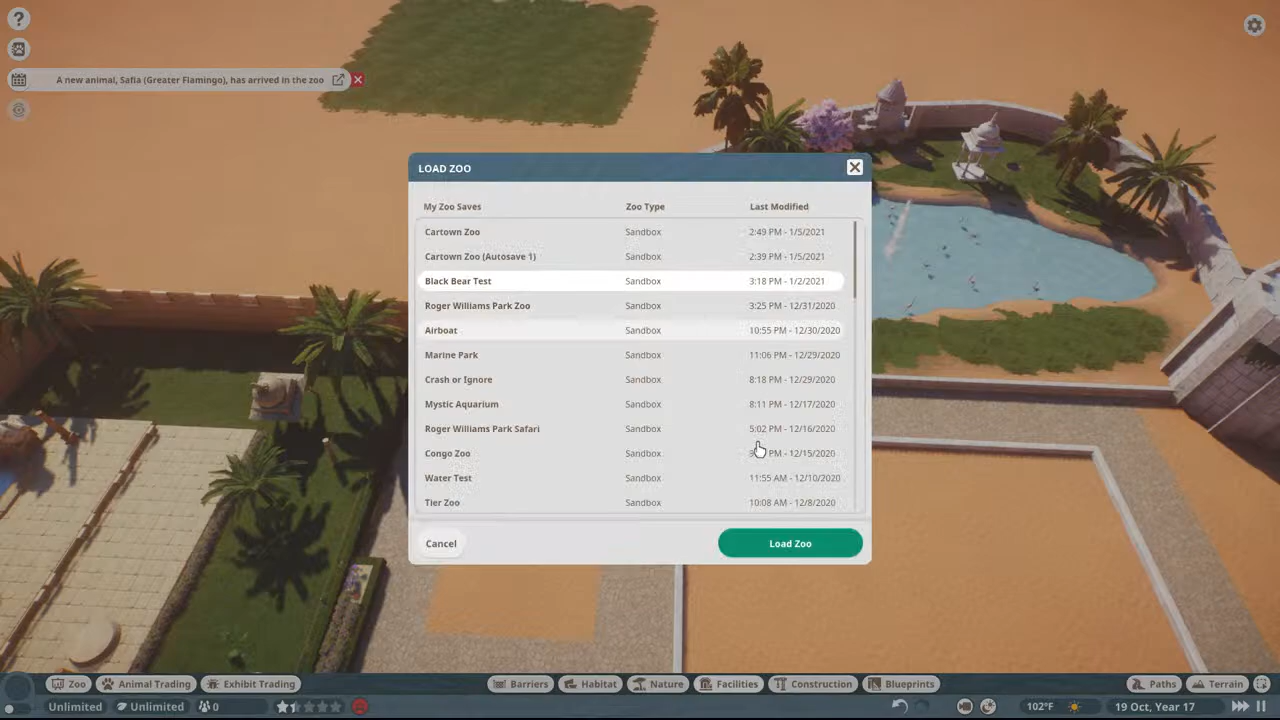 ?
A new animal, Safia (Greater Flamingo), has arrived in the zoo
LOAD ZOO
My Zoo Saves Zoo Type Last Modified
Cartown Zoo Sandbox 2:49 PM - 1/5/2021
Cartown Zoo (Autosave 1) Sandbox 2:39 PM - 1/5/2021
Black Bear Test Sandbox 3:18 PM - 1/2/2021
Roger Williams Park Zoo Sandbox 3:25 PM - 12/31/2020
Airboat Sandbox 10:55 PM - 12/30/2020
Marine Park Sandbox 11:06 PM - 12/29/2020
Crash or Ignore Sandbox 8:18 PM - 12/29/2020
Mystic Aquarium Sandbox 8:11 PM - 12/17/2020
Roger Williams Park Safari Sandbox 5:02 PM - 12/16/2020
Congo Zoo Sandbox PM - 12/15/2020
Water Test Sandbox 11:55 AM - 12/10/2020
Tier Zoo Sandbox 10:08 AM - 12/8/2020
Cancel Load Zoo
Zoo Animal Trading Exhibit Trading Barriers Habitat Nature Facilities Construction Blueprints Paths Terrain
Unlimited Unlimited 0 102°F 19 Oct, Year 17